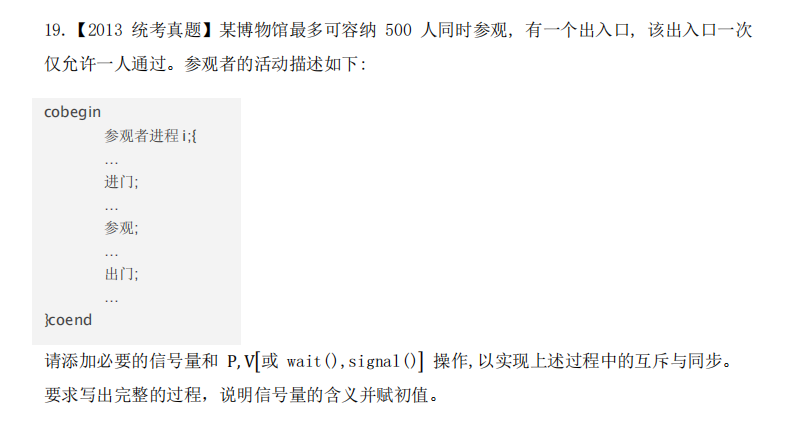 19.【2013 统考真题】某博物馆最多可容纳 500 人同时参观, 有一个出入口, 该出入口一次
仅允许一人通过。参观者的活动描述如下:
cobegin
参观者进程 i;{
…
进门;
…
参观;
…
出门;
…
}coend
请添加必要的信号量和 P,V[或 wait(),signal()] 操作,以实现上述过程中的互斥与同步。
要求写出完整的过程，说明信号量的含义并赋初值。